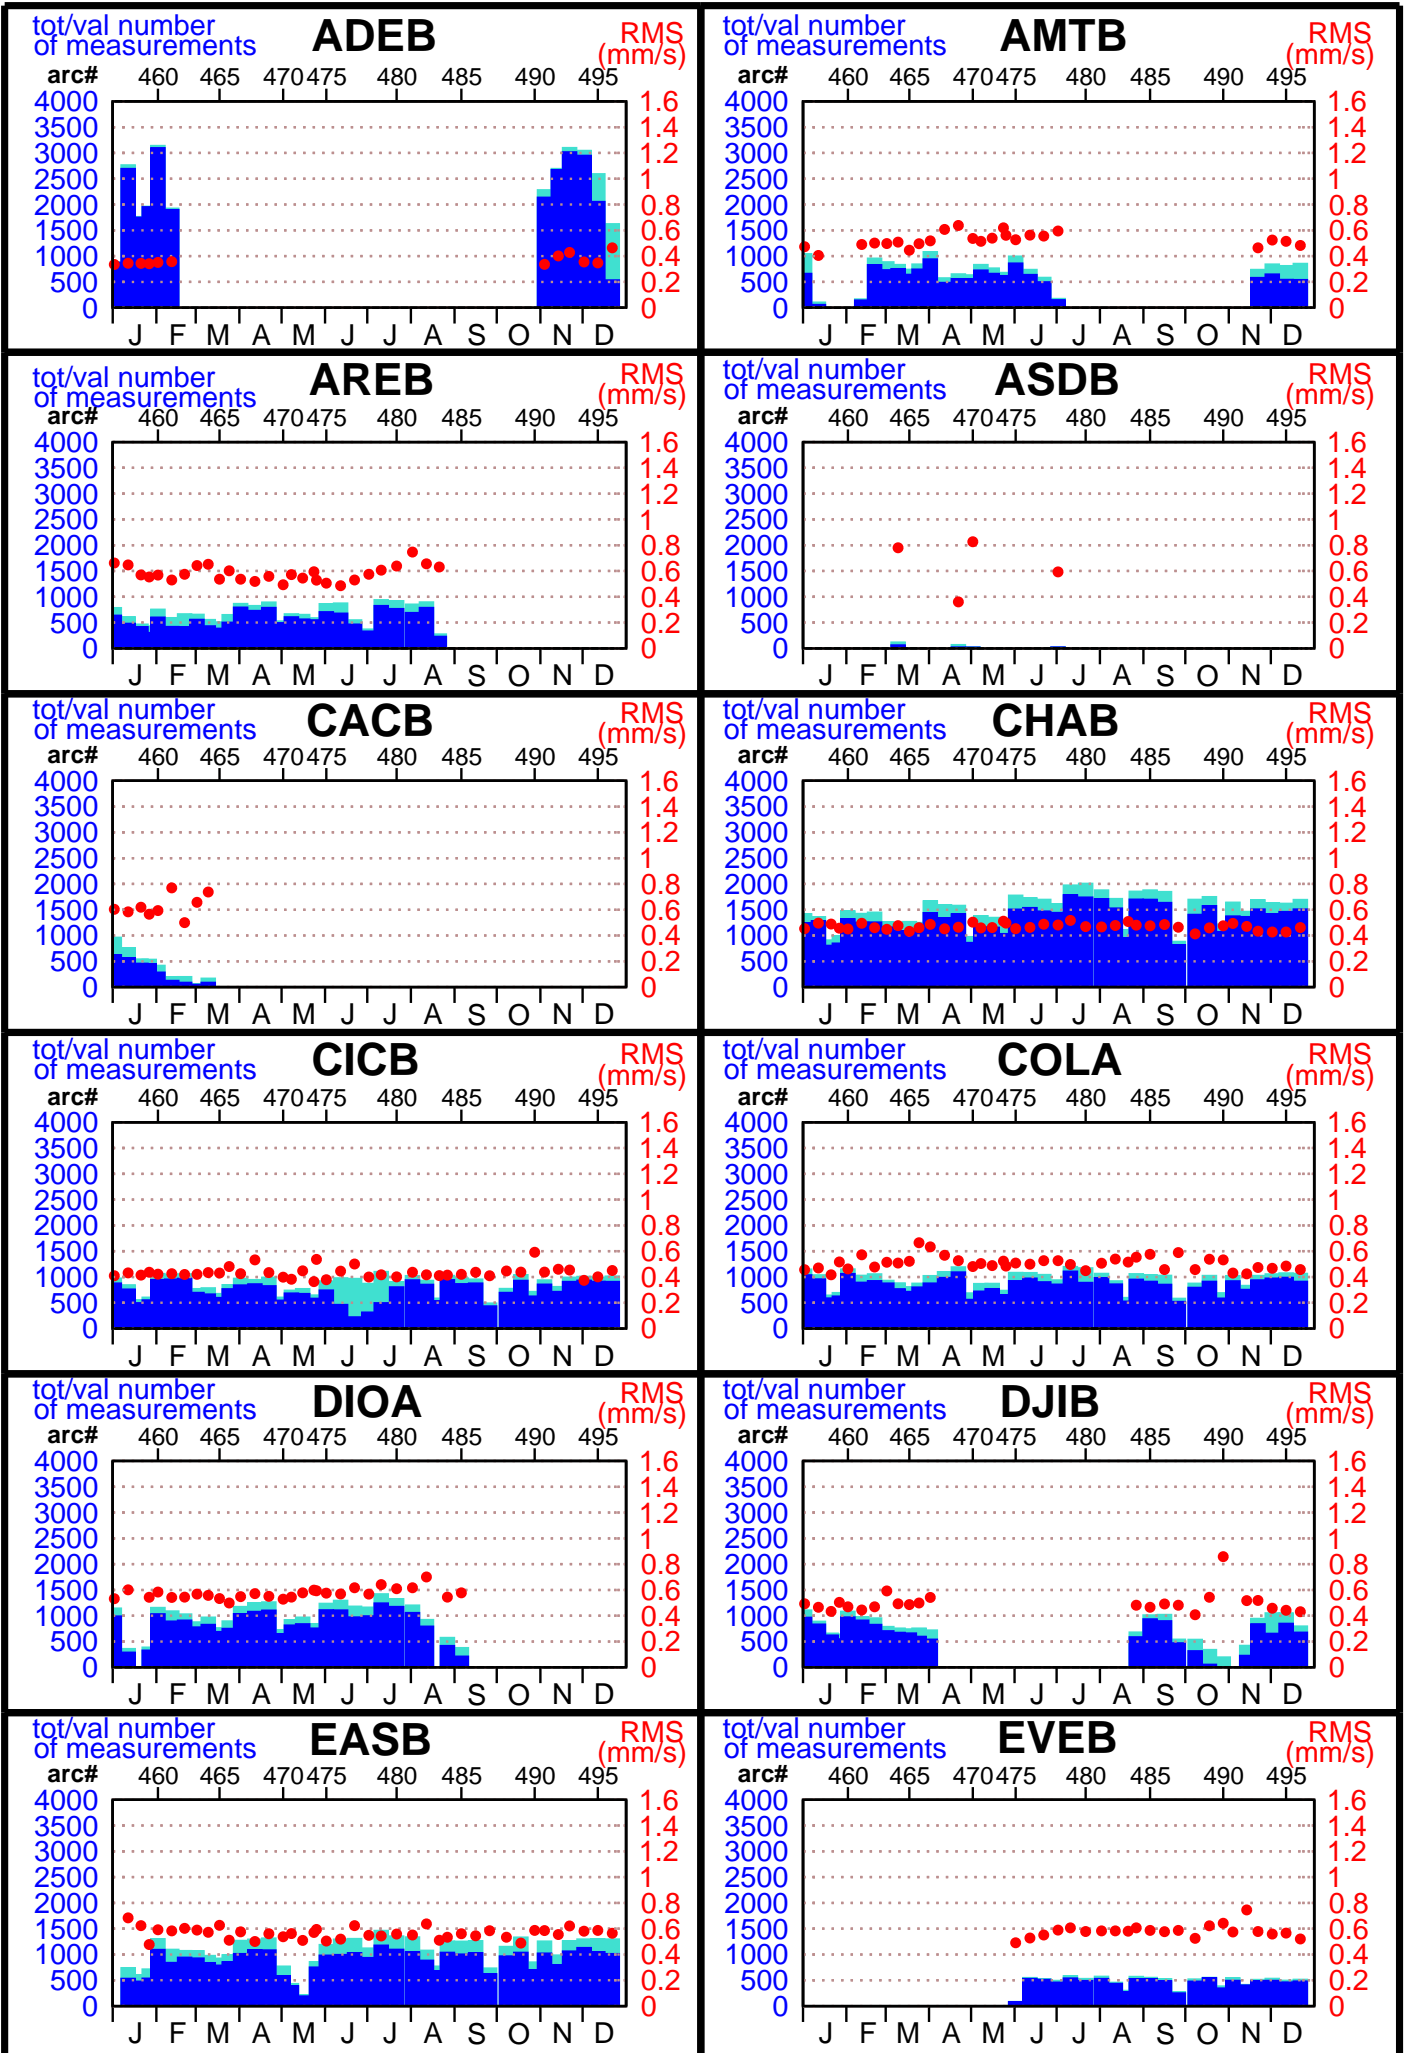 tot/val number
of measurements
ADEB
RMS
(mm/s)
arc# 460 465 470 475 480 485 490 495
4000 1.6
3500 1.4
3000 1.2
2500 1
2000 0.8
1500 0.6
1000 0.4
500 0.2
0 0
J F M A M J J A S O N D
tot/val number
of measurements
AMTB
RMS
(mm/s)
arc# 460 465 470 475 480 485 490 495
4000 1.6
3500 1.4
3000 1.2
2500 1
2000 0.8
1500 0.6
1000 0.4
500 0.2
0 0
J F M A M J J A S O N D
tot/val number
of measurements
AREB
RMS
(mm/s)
arc# 460 465 470 475 480 485 490 495
4000 1.6
3500 1.4
3000 1.2
2500 1
2000 0.8
1500 0.6
1000 0.4
500 0.2
0 0
J F M A M J J A S O N D
tot/val number
of measurements
ASDB
RMS
(mm/s)
arc# 460 465 470 475 480 485 490 495
4000 1.6
3500 1.4
3000 1.2
2500 1
2000 0.8
1500 0.6
1000 0.4
500 0.2
0 0
J F M A M J J A S O N D
tot/val number
of measurements
CACB
RMS
(mm/s)
arc# 460 465 470 475 480 485 490 495
4000 1.6
3500 1.4
3000 1.2
2500 1
2000 0.8
1500 0.6
1000 0.4
500 0.2
0 0
J F M A M J J A S O N D
tot/val number
of measurements
CHAB
RMS
(mm/s)
arc# 460 465 470 475 480 485 490 495
4000 1.6
3500 1.4
3000 1.2
2500 1
2000 0.8
1500 0.6
1000 0.4
500 0.2
0 0
J F M A M J J A S O N D
tot/val number
of measurements
CICB
RMS
(mm/s)
arc# 460 465 470 475 480 485 490 495
4000 1.6
3500 1.4
3000 1.2
2500 1
2000 0.8
1500 0.6
1000 0.4
500 0.2
0 0
J F M A M J J A S O N D
tot/val number
of measurements
COLA
RMS
(mm/s)
arc# 460 465 470 475 480 485 490 495
4000 1.6
3500 1.4
3000 1.2
2500 1
2000 0.8
1500 0.6
1000 0.4
500 0.2
0 0
J F M A M J J A S O N D
tot/val number
of measurements
DIOA
RMS
(mm/s)
arc# 460 465 470 475 480 485 490 495
4000 1.6
3500 1.4
3000 1.2
2500 1
2000 0.8
1500 0.6
1000 0.4
500 0.2
0 0
J F M A M J J A S O N D
tot/val number
of measurements
DJIB
RMS
(mm/s)
arc# 460 465 470 475 480 485 490 495
4000 1.6
3500 1.4
3000 1.2
2500 1
2000 0.8
1500 0.6
1000 0.4
500 0.2
0 0
J F M A M J J A S O N D
tot/val number
of measurements
EASB
RMS
(mm/s)
arc# 460 465 470 475 480 485 490 495
4000 1.6
3500 1.4
3000 1.2
2500 1
2000 0.8
1500 0.6
1000 0.4
500 0.2
0 0
J F M A M J J A S O N D
tot/val number
of measurements
EVEB
RMS
(mm/s)
arc# 460 465 470 475 480 485 490 495
4000 1.6
3500 1.4
3000 1.2
2500 1
2000 0.8
1500 0.6
1000 0.4
500 0.2
0 0
J F M A M J J A S O N D